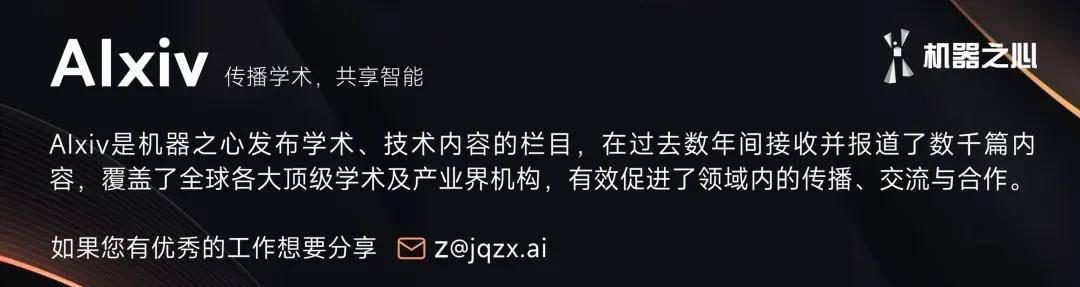 AIxiv 传播学术，共享智能
机器之心
AIxiv是机器之心发布学术、技术内容的栏目，在过去数年间接收并报道了数千篇内
容，覆盖了全球各大顶级学术及产业界机构，有效促进了领域内的传播、交流与合作。
如果您有优秀的工作想要分享 z@jqzx.ai